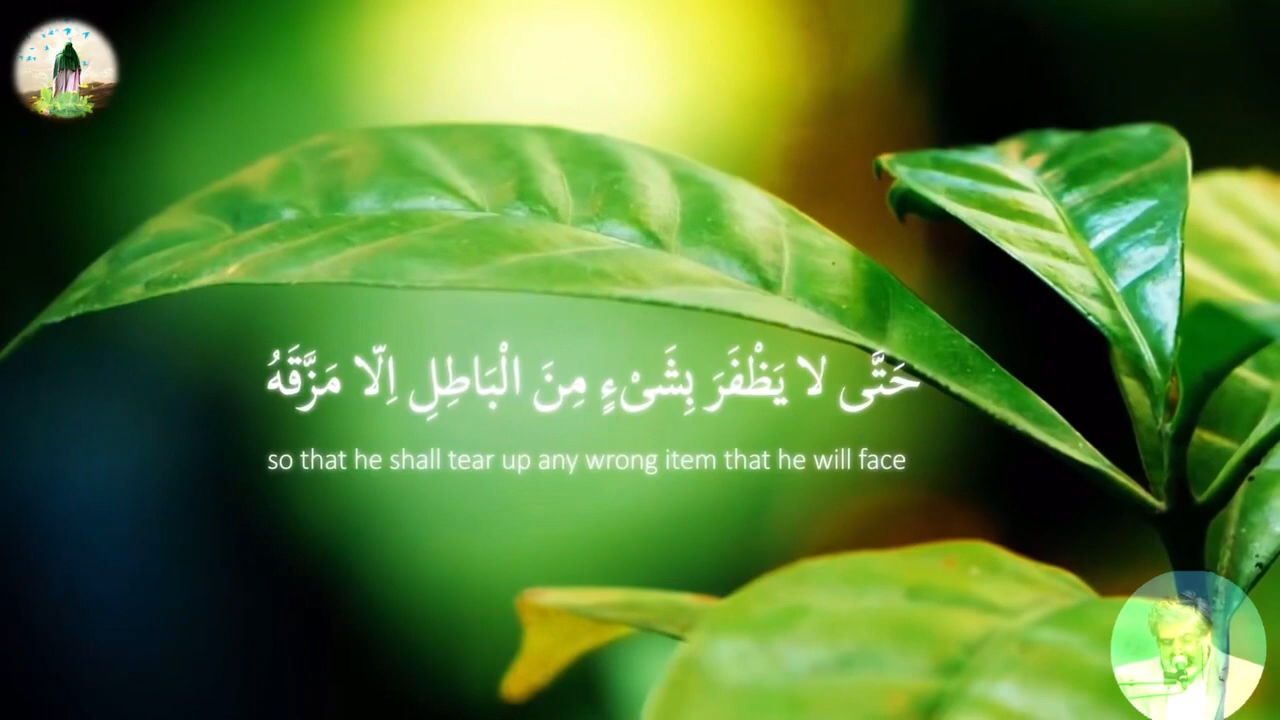 حَتَّى لا يَظْفَرَ بِشَىْءٍ مِنَ الْبَاطِلِ اِلّا مَزَّقَهُ
so that he shall tear up any wrong item that he will face